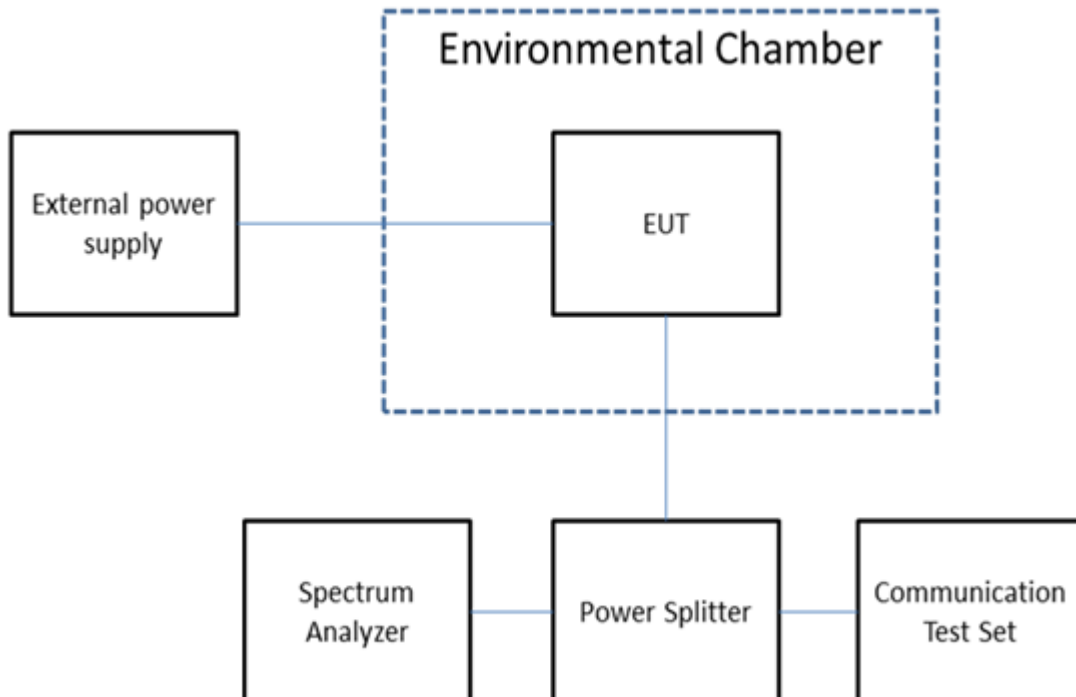 Environmental Chamber
External power
supply
EUT
Spectrum
Analyzer
Power Splitter
Communication
Test Set